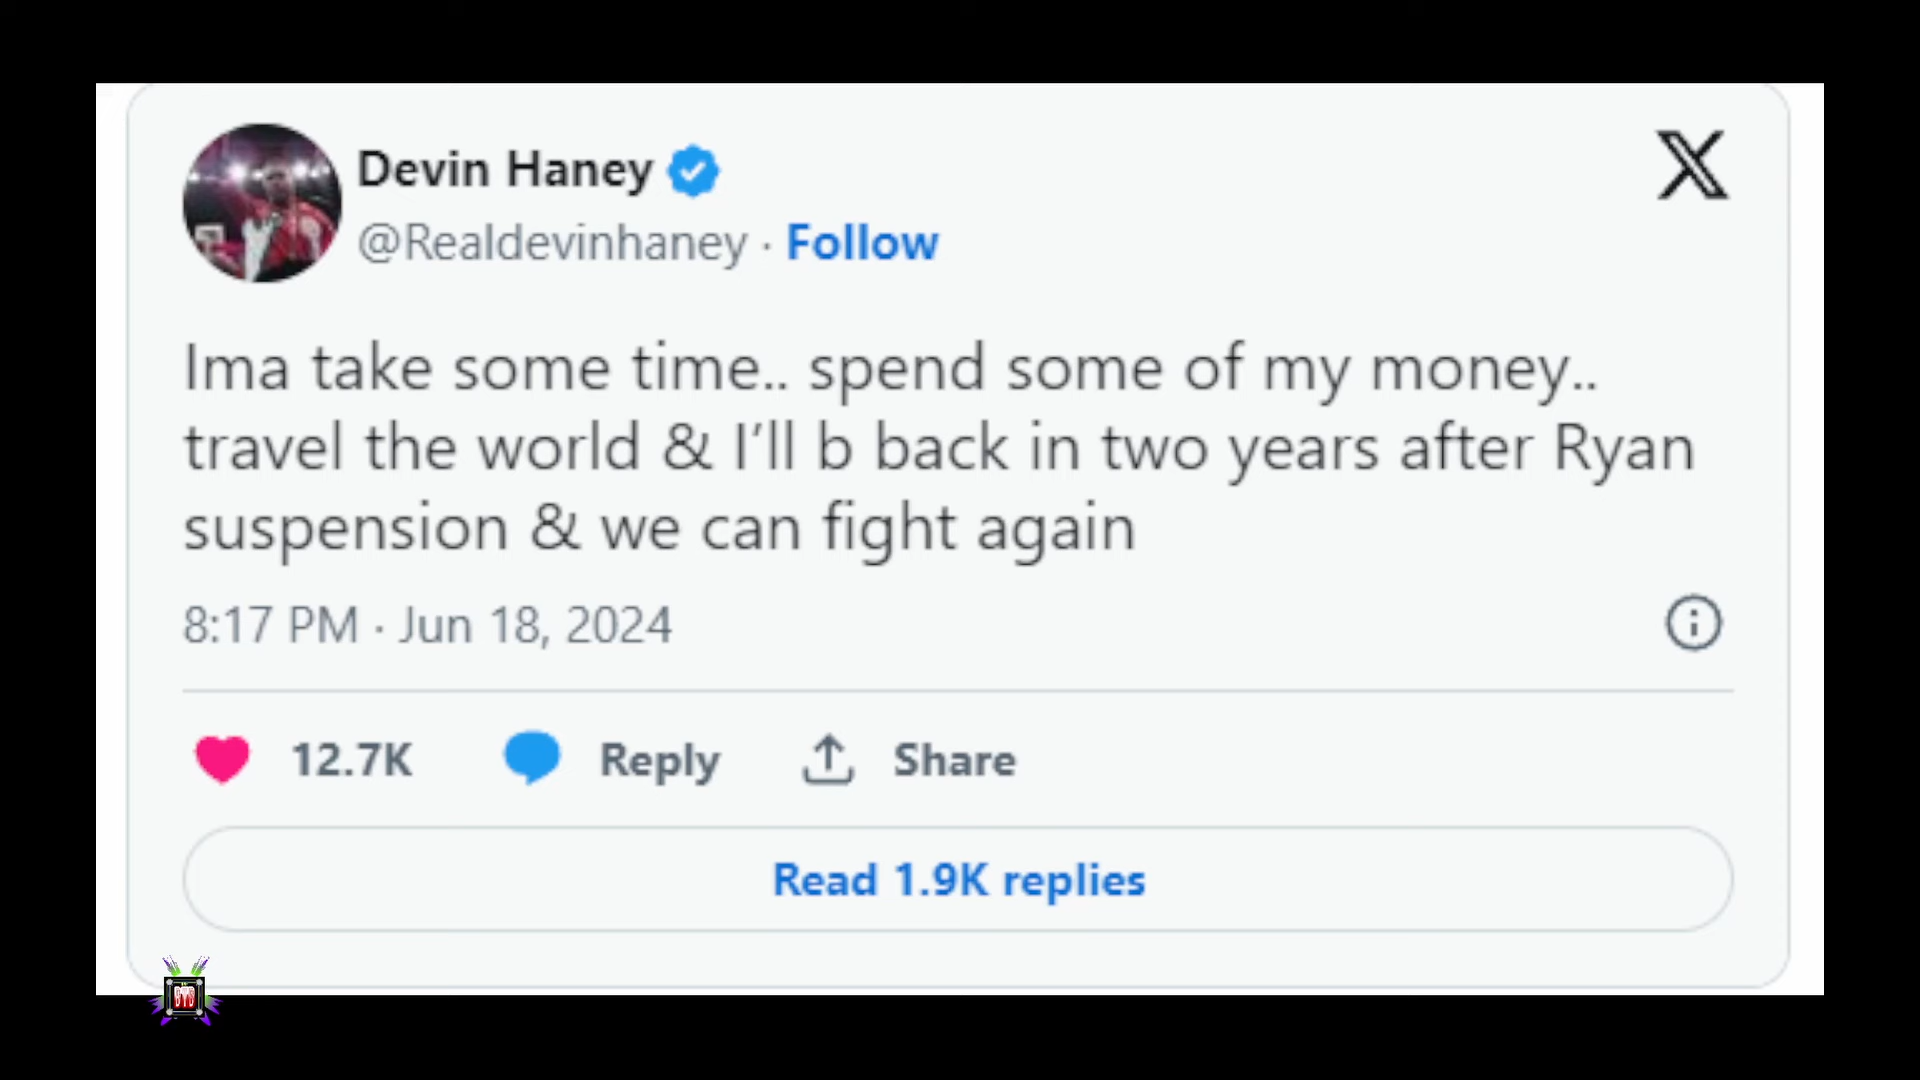 Devin Haney
@Realdevinhaney · Follow
Ima take some time.. spend some of my money..
travel the world & I'll b back in two years after Ryan
suspension & we can fight again
8:17 PM · Jun 18, 2024
12.7K Reply Share
Read 1.9K replies